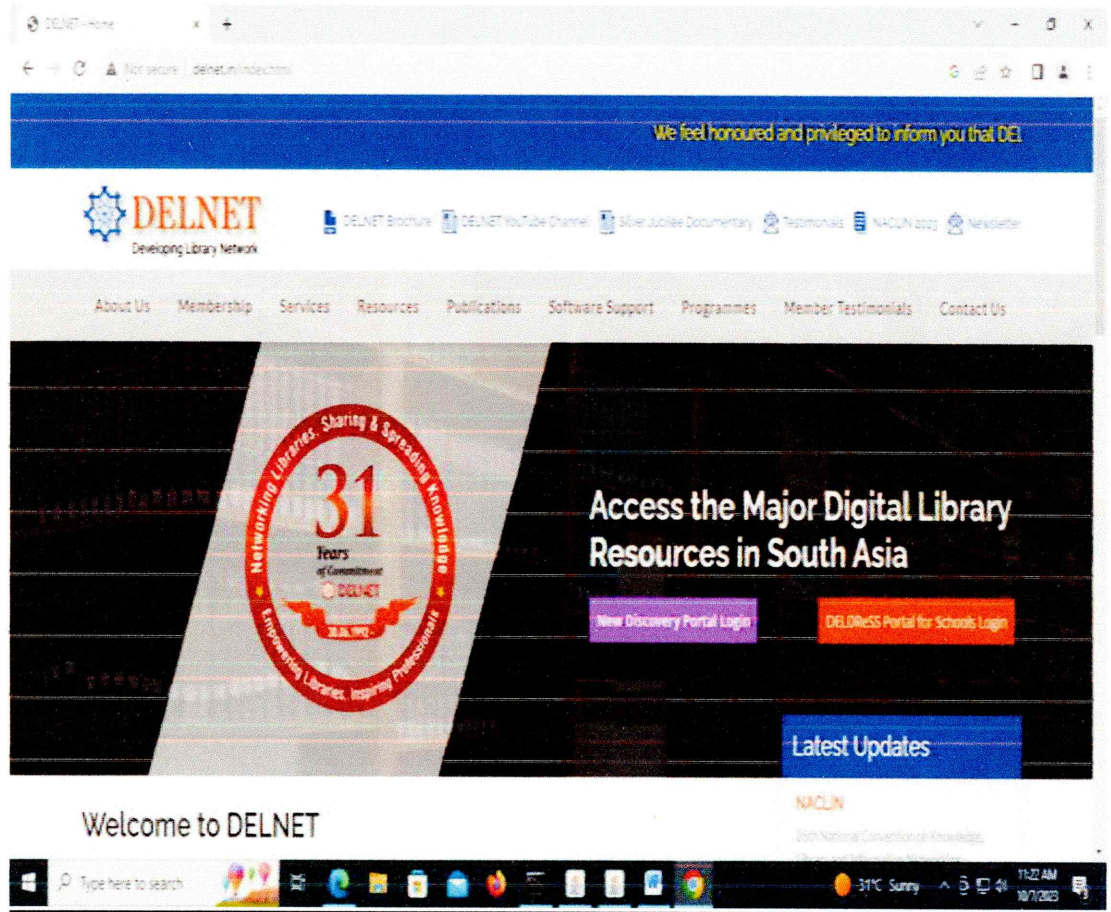 DELNET - Home
Not secure | delnet.in/index.html
We feel honoured and privileged to inform you that DEL
DELNET
Developing Library Network
DELNET Brochure DELNET YouTube Channel Silver Jubilee Documentary Testimonials NACLIN 2023 Newsletter
About Us Membership Services Resources Publications Software Support Programmes Member Testimonials Contact Us
Networking Libraries, Sharing & Spreading Knowledge
31
Years
of Commitment
DELNET
Empowering Libraries, Inspiring Professionals
Access the Major Digital Library
Resources in South Asia
New Discovery Portal Login DELDReSS Portal for Schools Login
Latest Updates
NACLIN
Welcome to DELNET
National Convention on Knowledge,
Type here to search
31°C Sunny
11:22 AM
10/7/2023